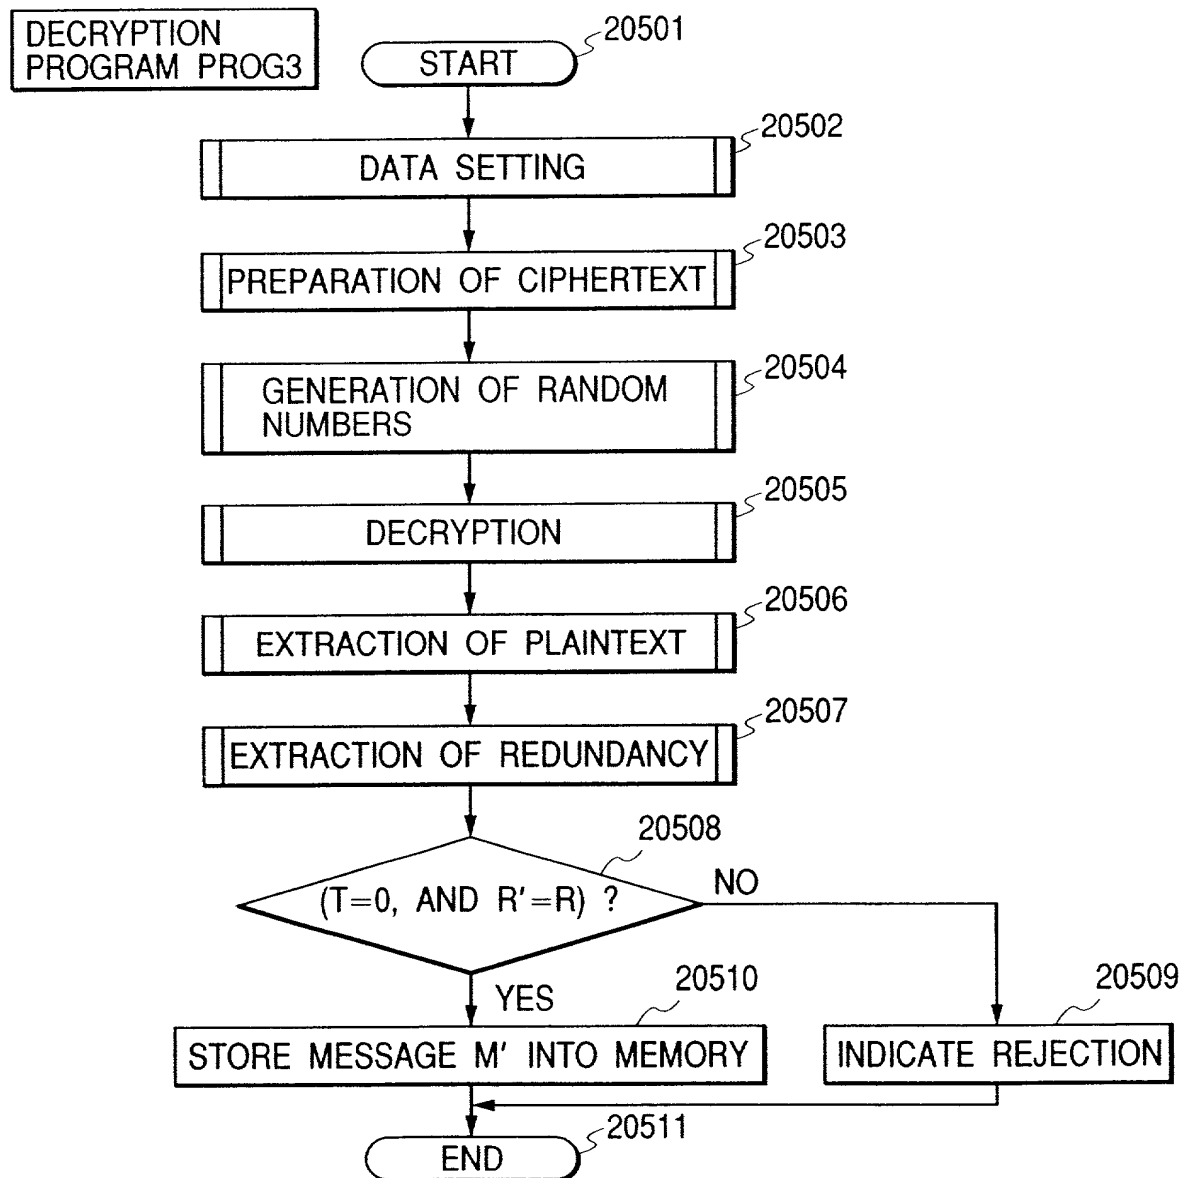 DECRYPTION
PROGRAM PROG3
START
20501
20502
DATA SETTING
20503
PREPARATION OF CIPHERTEXT
20504
GENERATION OF RANDOM
NUMBERS
20505
DECRYPTION
20506
EXTRACTION OF PLAINTEXT
20507
EXTRACTION OF REDUNDANCY
20508
(T=0, AND R'=R) ?
NO
YES
20510
20509
STORE MESSAGE M' INTO MEMORY
INDICATE REJECTION
20511
END